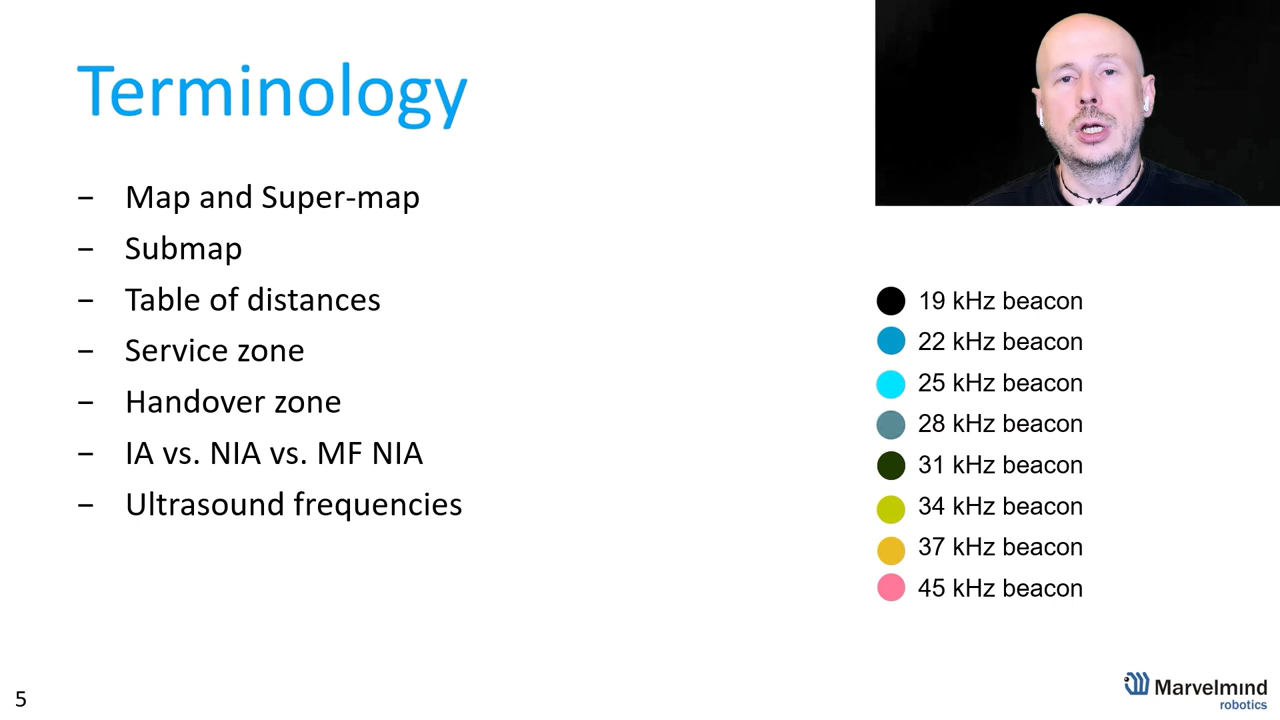 Terminology
− Map and Super-map
− Submap
− Table of distances
− Service zone
− Handover zone
− IA vs. NIA vs. MF NIA
− Ultrasound frequencies
19 kHz beacon
22 kHz beacon
25 kHz beacon
28 kHz beacon
31 kHz beacon
34 kHz beacon
37 kHz beacon
45 kHz beacon
5
Marvelmind
robotics